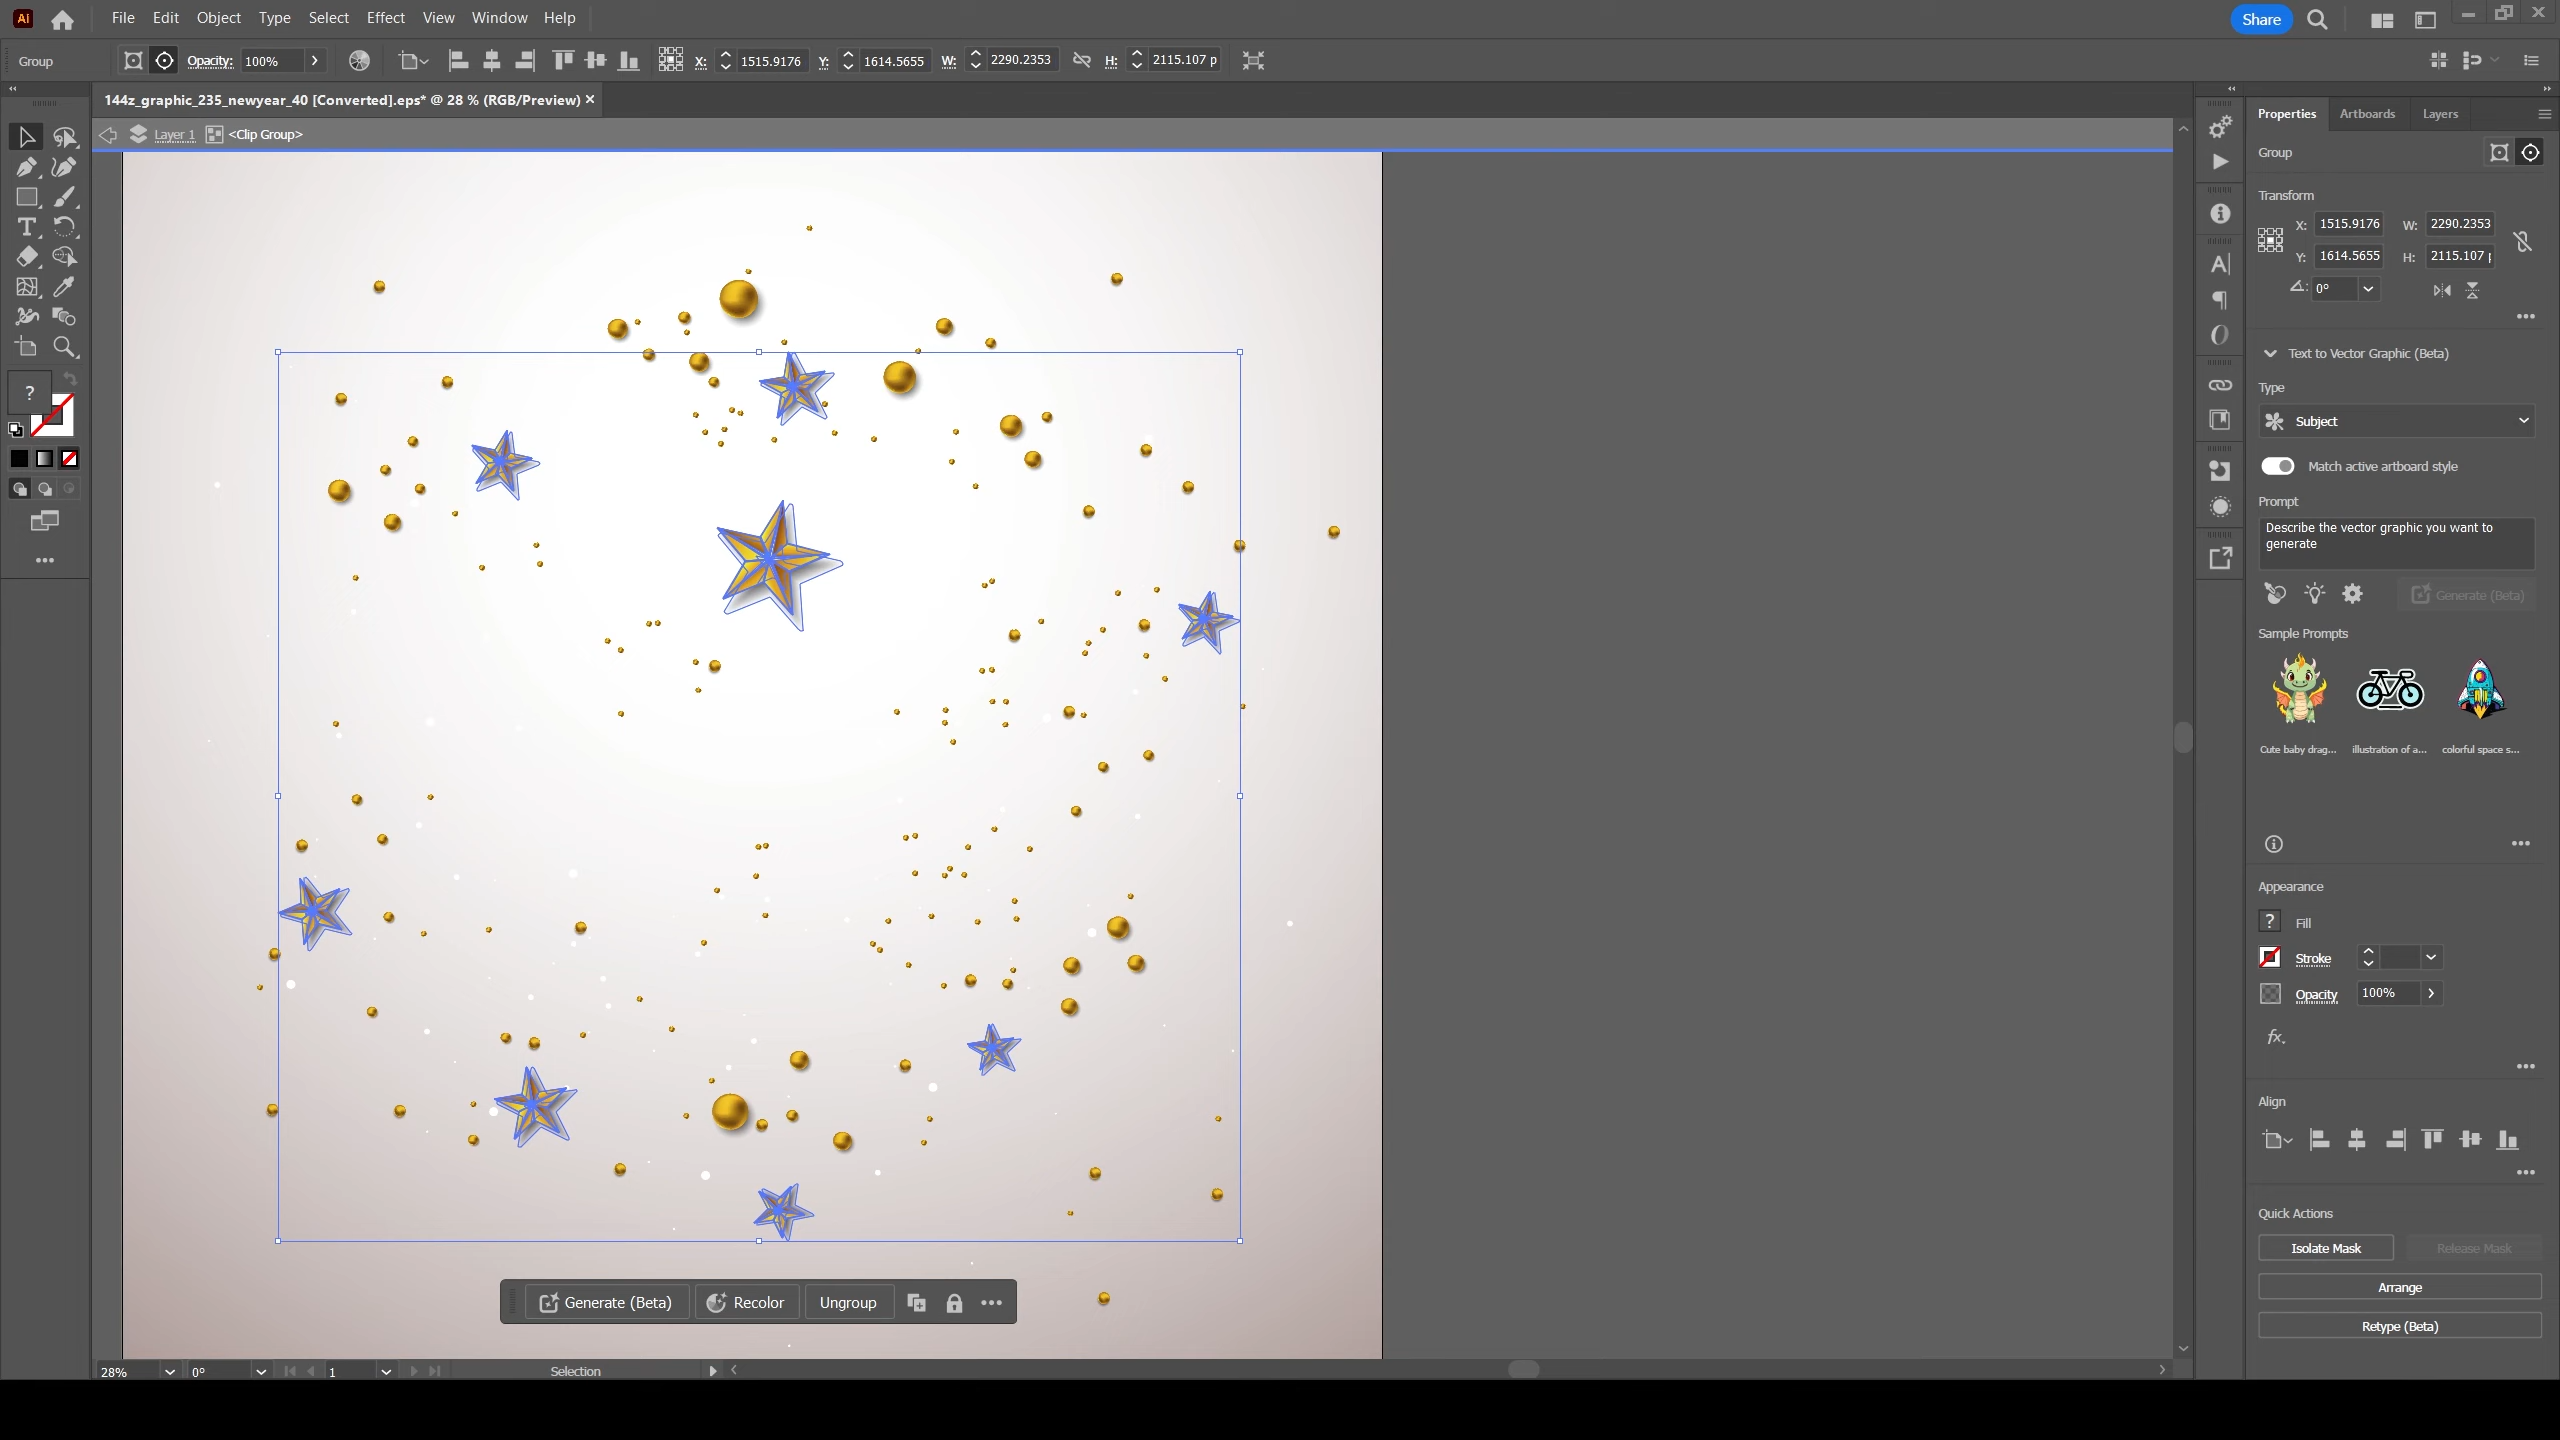 Ai
File Edit Object Type Select Effect View Window Help
Share
Group
Opacity: 100%
X: 1515.9176 Y: 1614.5655 W: 2290.2353 H: 2115.107 p
144z_graphic_235_newyear_40 [Converted].eps* @ 28 % (RGB/Preview) ×
Layer 1 <Clip Group>
Properties Artboards Layers
Group
Transform
X: 1515.9176 W: 2290.2353
Y: 1614.5655 H: 2115.107 p
0°
Text to Vector Graphic (Beta)
Type
Subject
Match active artboard style
Prompt
Describe the vector graphic you want to
generate
Generate (Beta)
Sample Prompts
Cute baby drag... illustration of a... colorful space s...
Appearance
? Fill
Stroke
Opacity 100%
fx.
Align
Quick Actions
Isolate Mask Release Mask
Arrange
Retype (Beta)
Generate (Beta) Recolor Ungroup
28% 0° 1 Selection